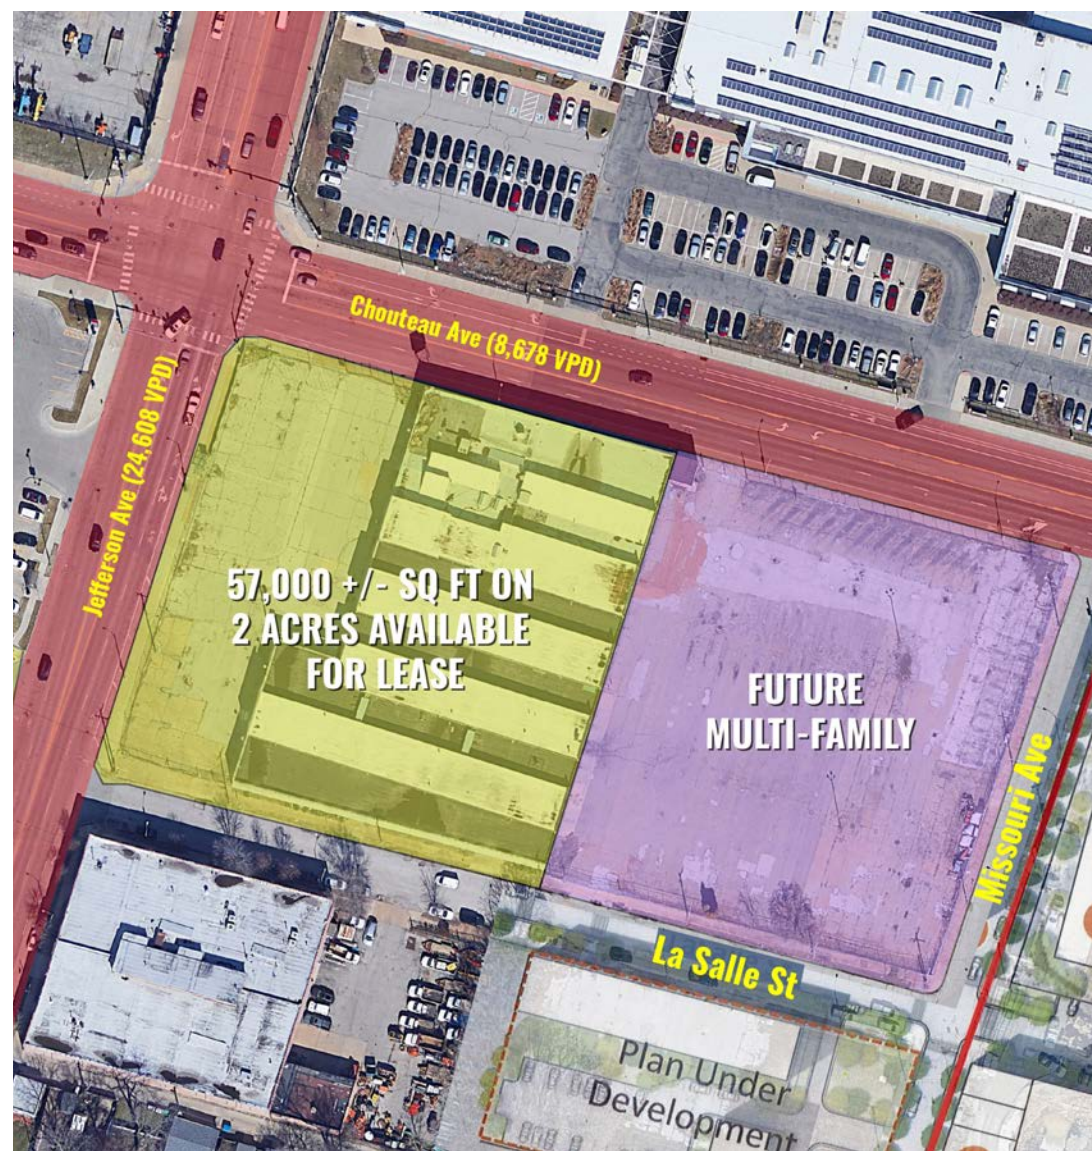 Chouteau Ave (8,678 VPD)
Jefferson Ave (24,608 VPD)
57,000 +/- SQ FT ON
2 ACRES AVAILABLE
FOR LEASE
FUTURE
MULTI-FAMILY
Missouri Ave
La Salle St
Plan Under
Development